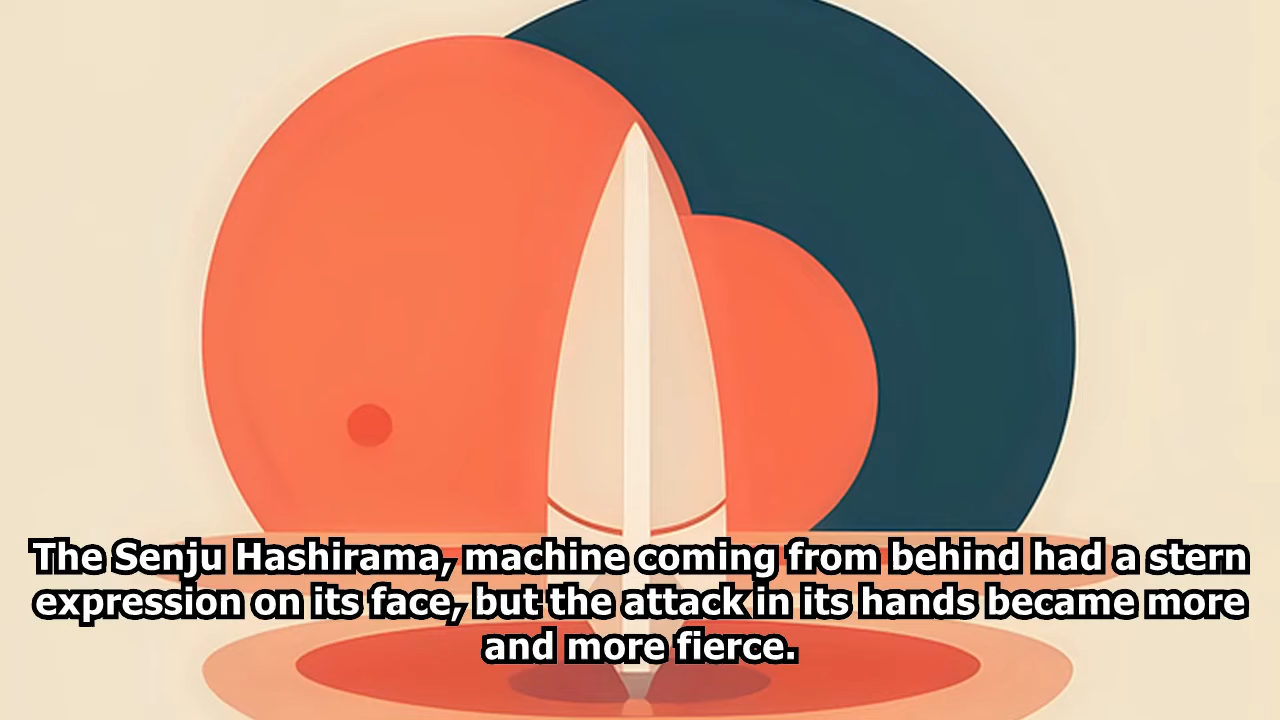 The Senju Hashirama, machine coming from behind had a stern
expression on its face, but the attack in its hands became more
and more fierce.